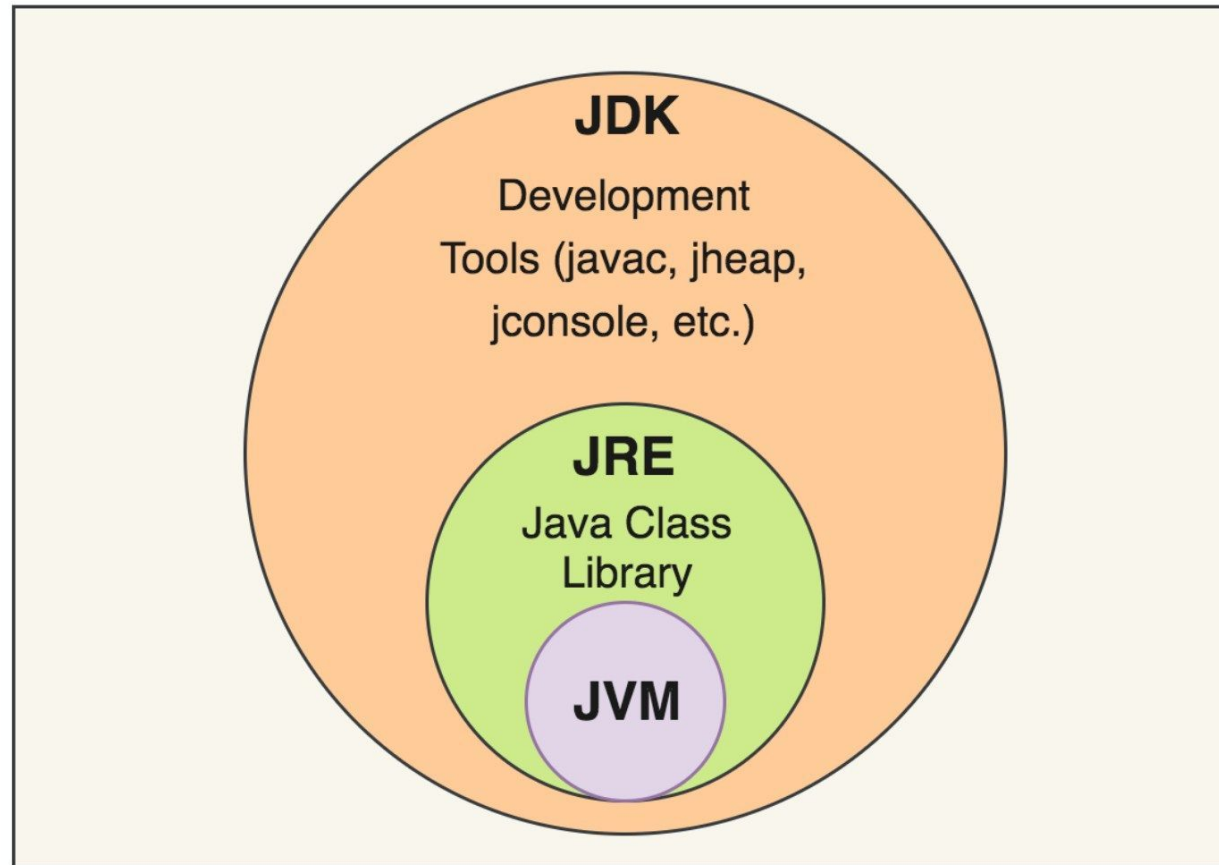 JDK
Development
Tools (javac, jheap,
jconsole, etc.)
JRE
Java Class
Library
JVM